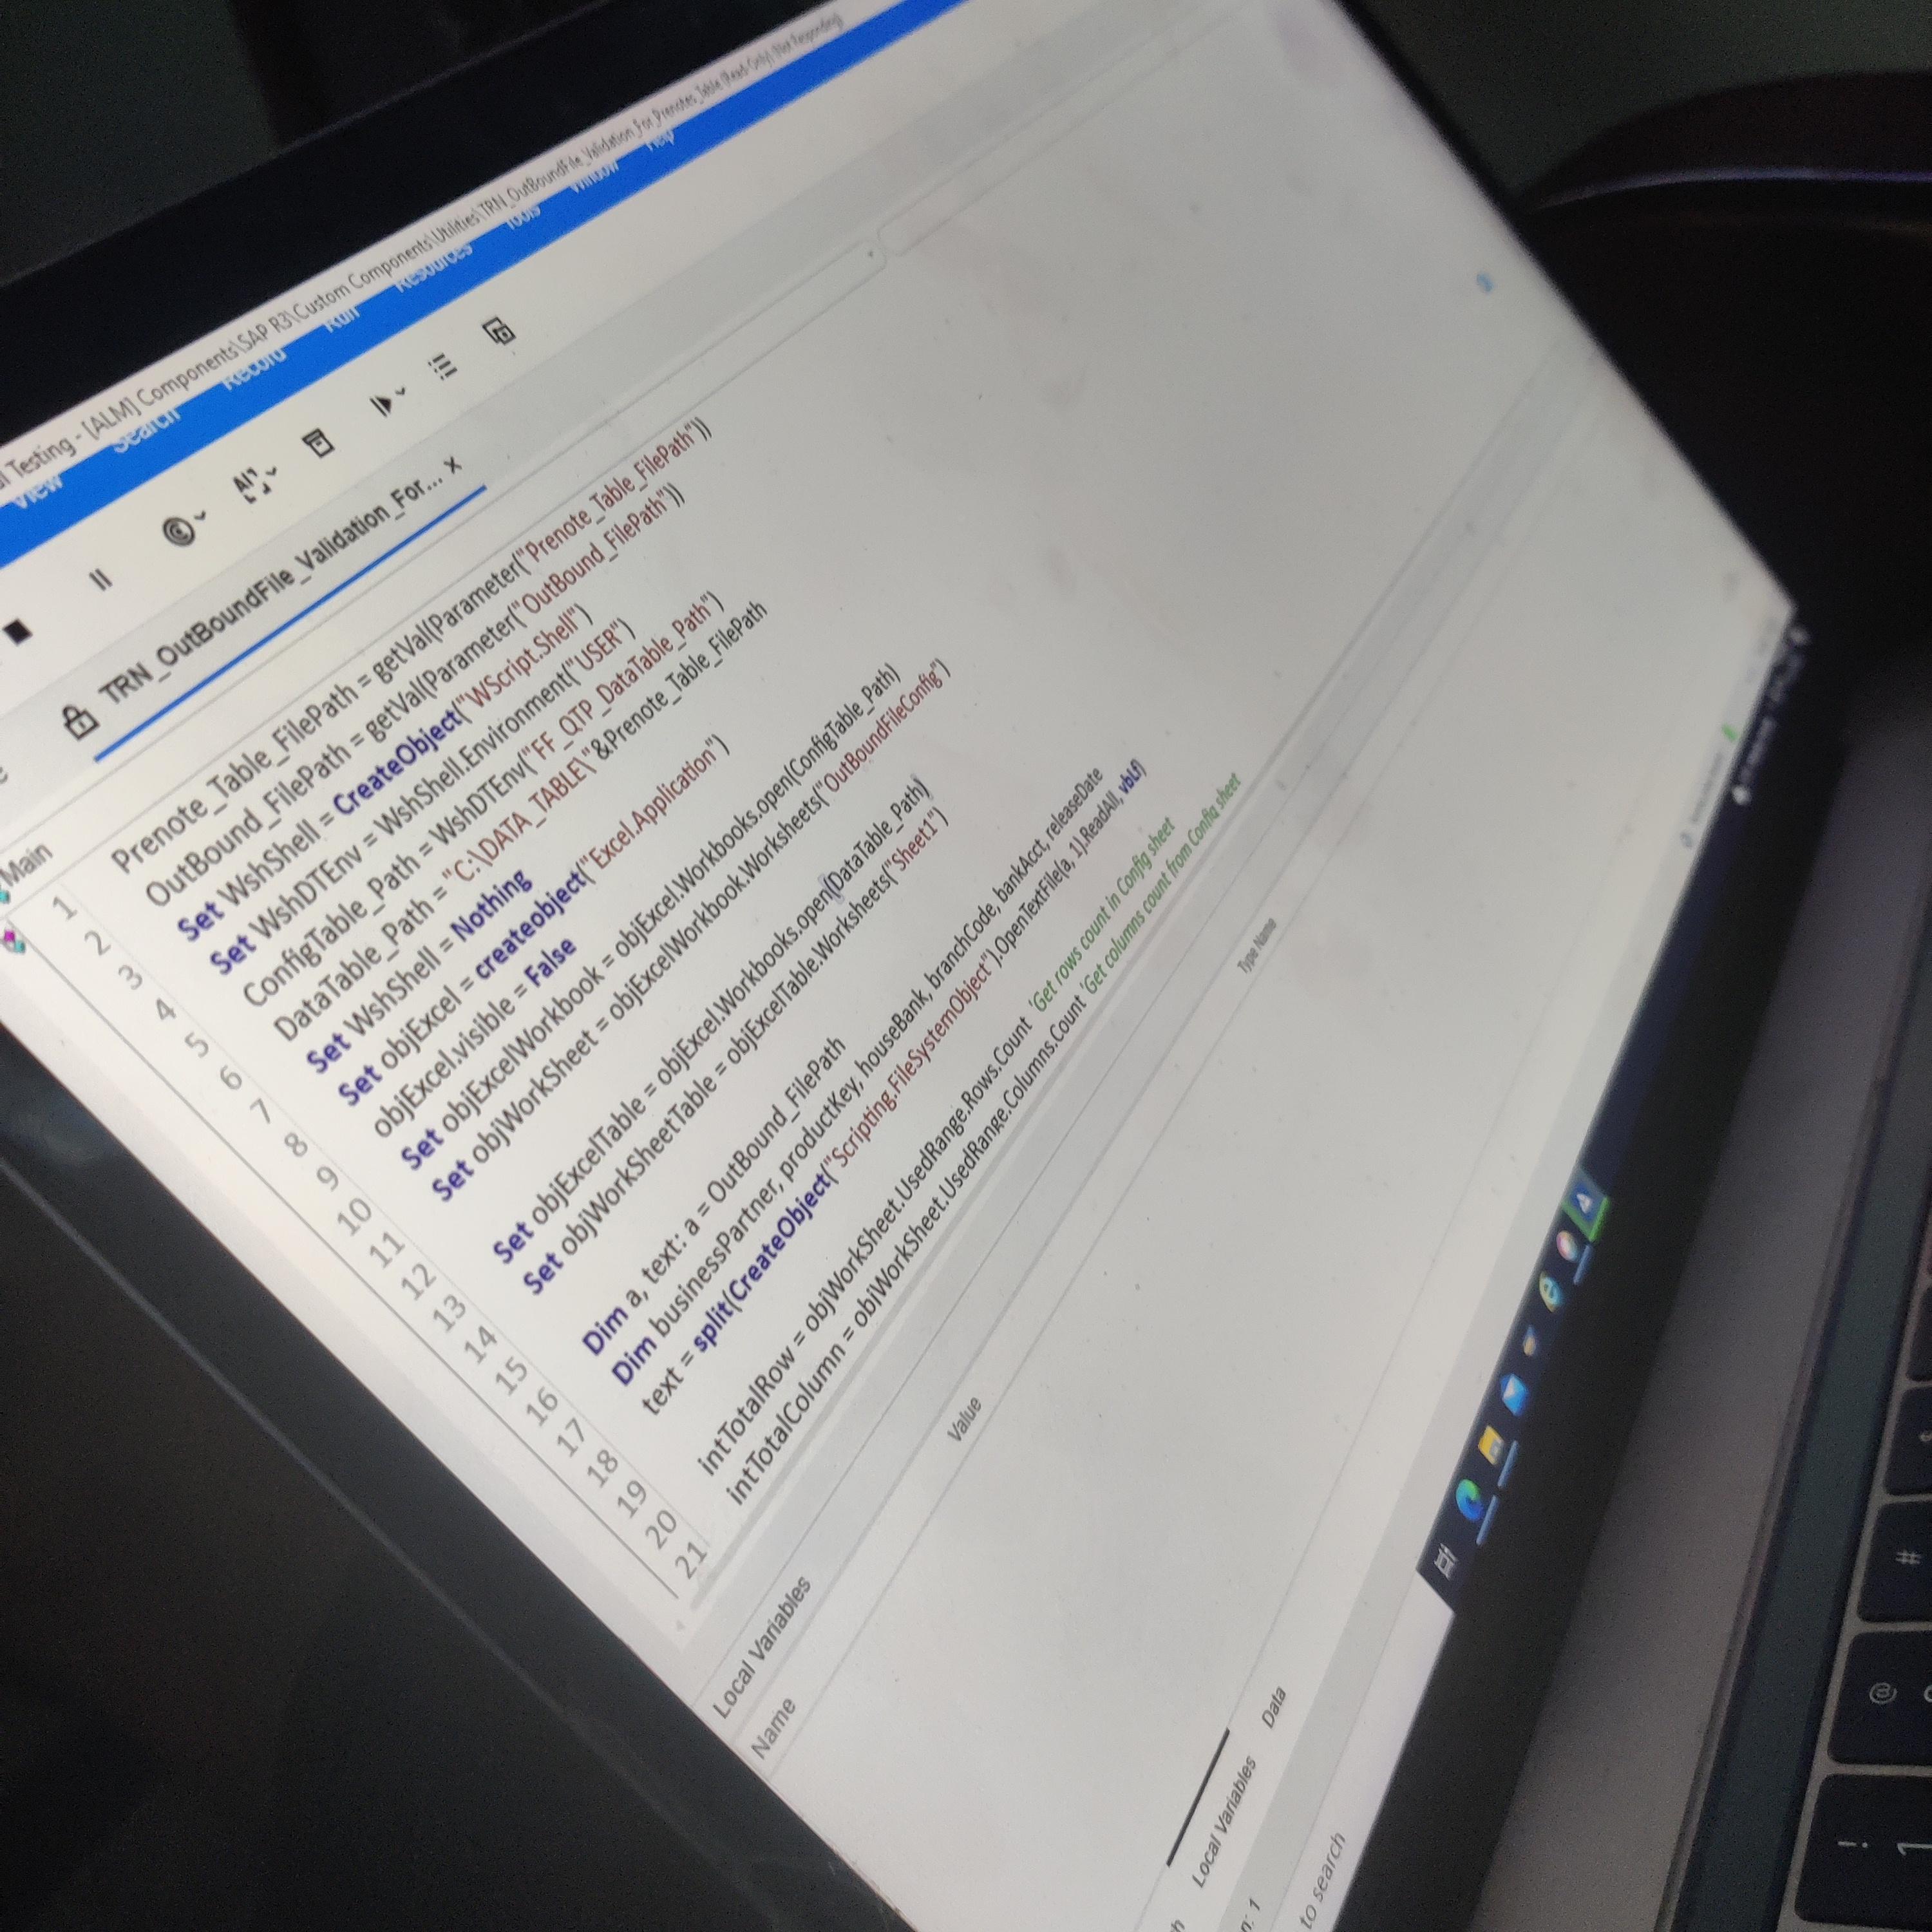 Testing - [ALM] Components\SAP R3\Custom Components\Utilities\TRN_OutBoundFile_Validation_For_Prenotes_Table (Read-Only) (Not Responding)
View Search Record Run Resources Tools Window Help
TRN_OutBoundFile_Validation_For... x
Main
1 Prenote_Table_FilePath = getVal(Parameter("Prenote_Table_FilePath"))
2 OutBound_FilePath = getVal(Parameter("OutBound_FilePath"))
3 Set WshShell = CreateObject("WScript.Shell")
4 Set WshDTEnv = WshShell.Environment("USER")
5 ConfigTable_Path = WshDTEnv("FF_QTP_DataTable_Path")
6 DataTable_Path = "C:\DATA_TABLE\"&Prenote_Table_FilePath
7 Set WshShell = Nothing
8 Set objExcel = createobject("Excel.Application")
9 objExcel.visible = False
10 Set objExcelWorkbook = objExcel.Workbooks.open(ConfigTable_Path)
11 Set objWorkSheet = objExcelWorkbook.Worksheets("OutBoundFileConfig")
12
13 Set objExcelTable = objExcel.Workbooks.open(DataTable_Path)
14 Set objWorkSheetTable = objExcelTable.Worksheets("Sheet1")
15
16 Dim a, text: a = OutBound_FilePath
17 Dim businessPartner, productKey, houseBank, branchCode, bankAcct, releaseDate
18 text = split(CreateObject("Scripting.FileSystemObject").OpenTextFile(a, 1).ReadAll, vbLf)
19
20 intTotalRow = objWorkSheet.UsedRange.Rows.Count 'Get rows count in Config sheet
21 intTotalColumn = objWorkSheet.UsedRange.Columns.Count 'Get columns count from Config sheet
Local Variables
Name Value Type Name
Local Variables Data
to search
! 1
@
#